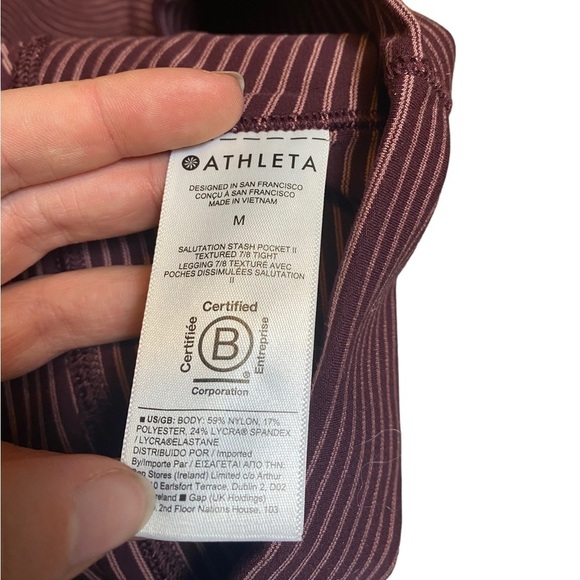 ATHLETA
DESIGNED IN SAN FRANCISCO
CONÇU À SAN FRANCISCO
MADE IN VIETNAM
M
SALUTATION STASH POCKET II
TEXTURED 7/8 TIGHT
LEGGING 7/8 TEXTURÉ AVEC
POCHES DISSIMULÉES SALUTATION
II
Certified
Certifiée
B
®
Entreprise
Corporation
■ US/GB: BODY: 59% NYLON, 17%
POLYESTER, 24% LYCRA® SPANDEX
/ LYCRA®ELASTANE
DISTRIBUIDO POR / Imported
By/Importe Par / ΕΙΣΑΓΕΤΑΙ ΑΠΟ ΤΗΝ:
Stores (Ireland) Limited c/o Arthur
Earlsfort Terrace, Dublin 2, D02
■ Gap (UK Holdings)
2nd Floor Nations House, 103